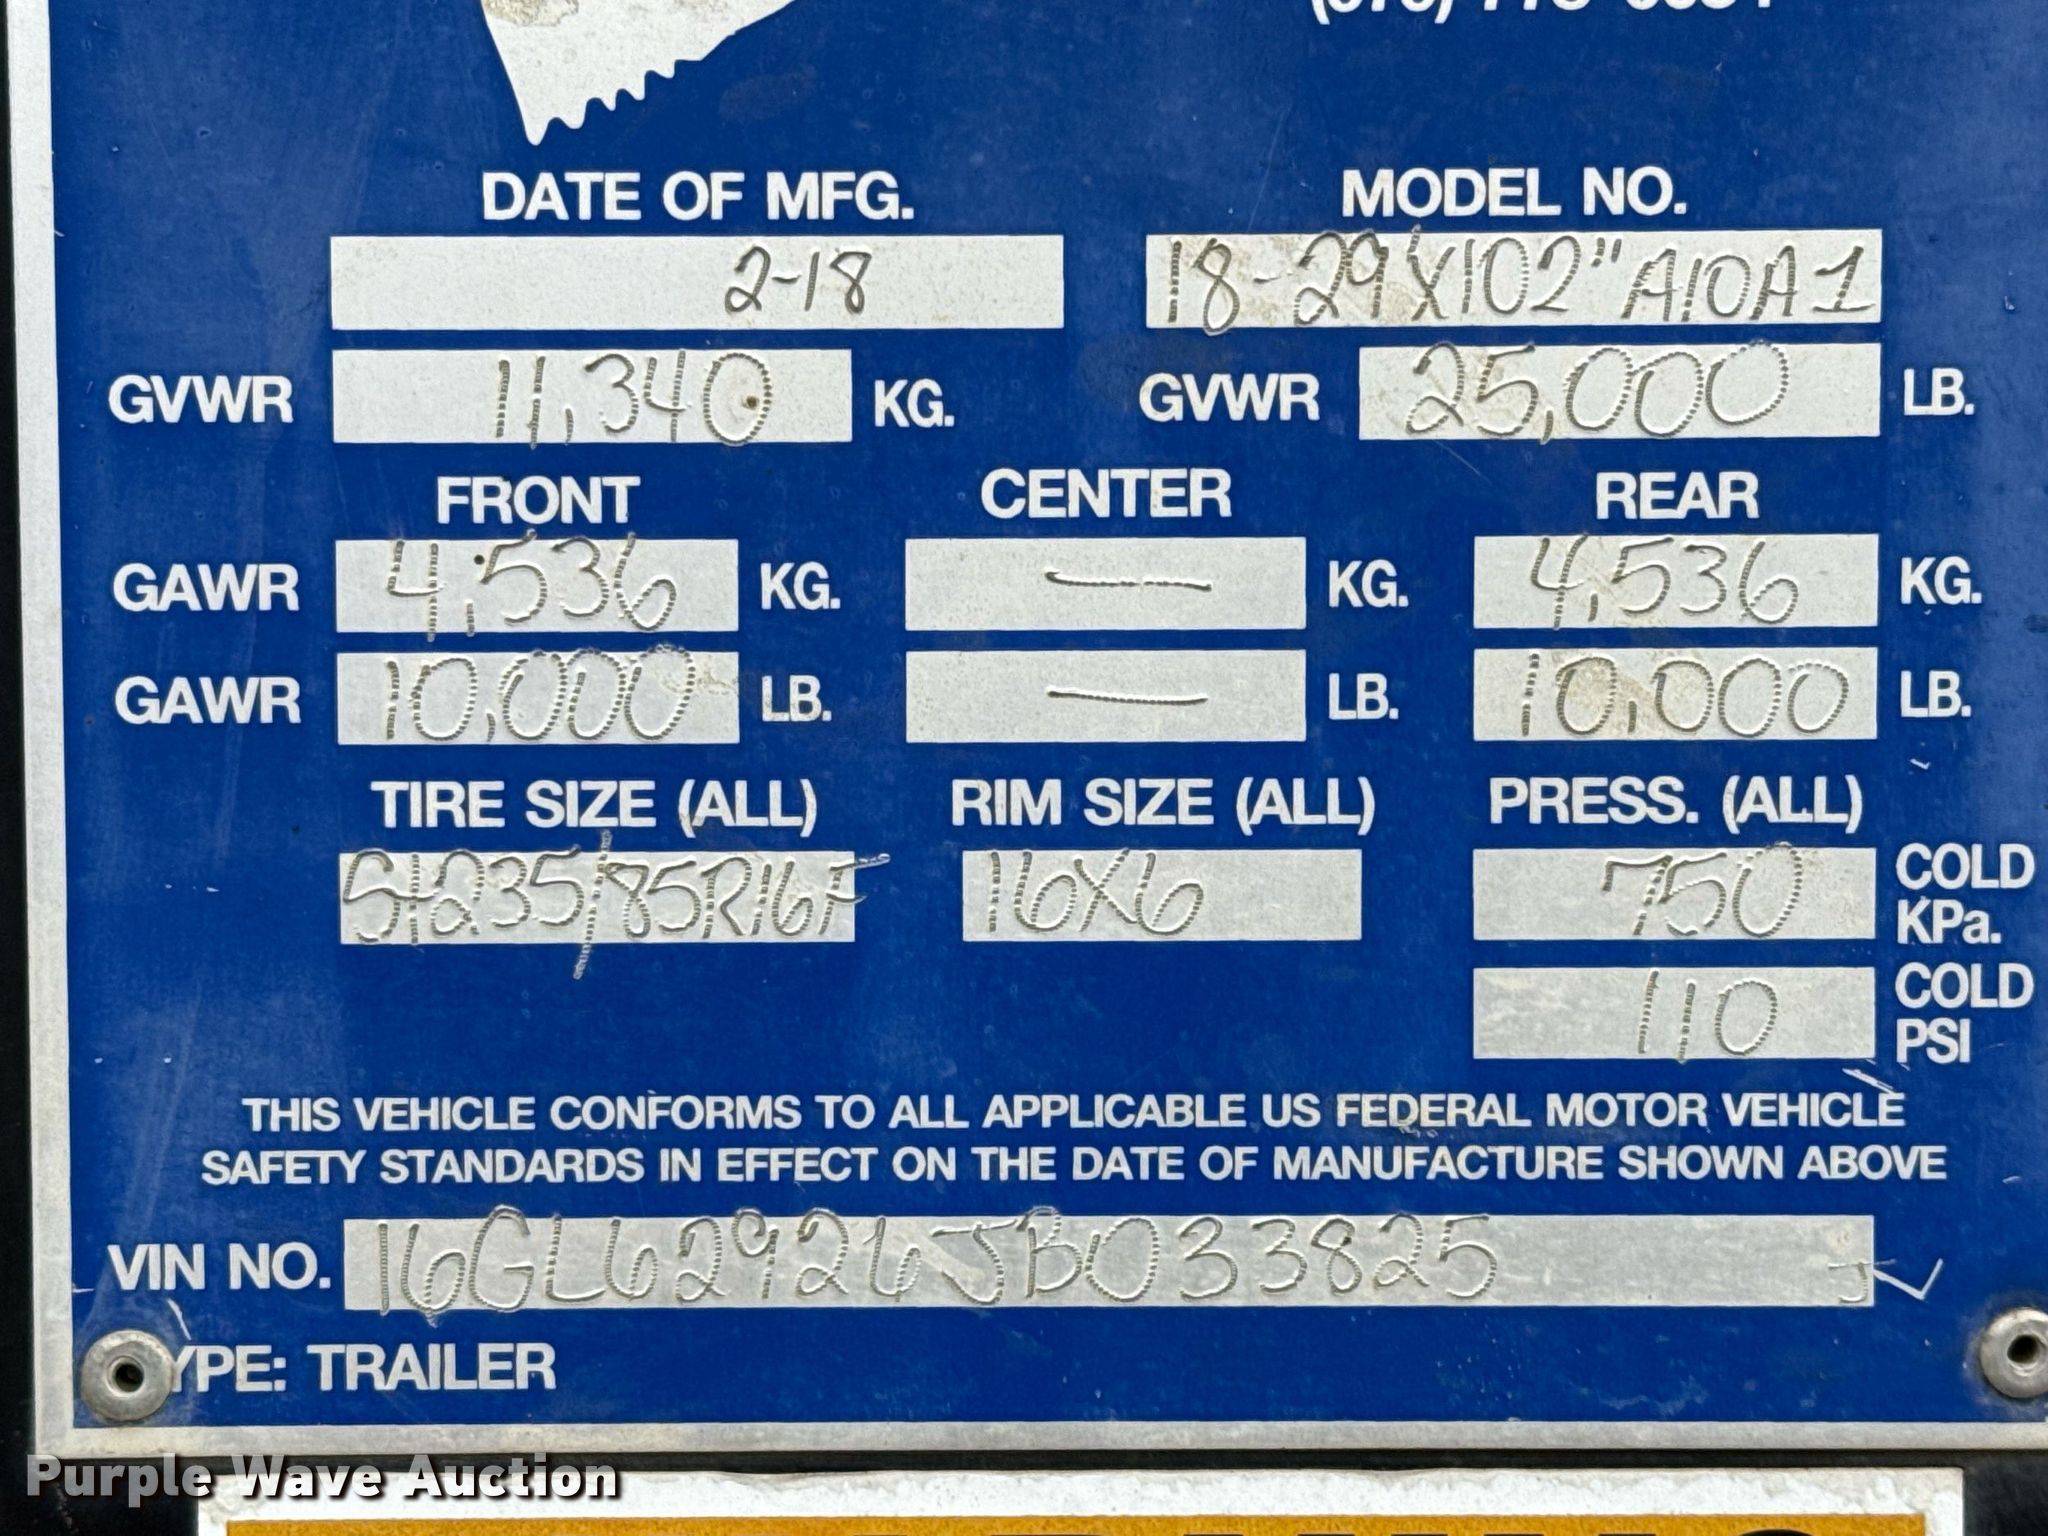 DATE OF MFG. MODEL NO.
2-18 18-29X102" A10A1
GVWR 11,340 KG. GVWR 25,000 LB.
FRONT CENTER REAR
GAWR 4,536 KG. — KG. 4,536 KG.
GAWR 10,000 LB. — LB. 10,000 LB.
TIRE SIZE (ALL) RIM SIZE (ALL) PRESS. (ALL)
St235/85R16F 16X6 750 COLD KPa.
110 COLD PSI
THIS VEHICLE CONFORMS TO ALL APPLICABLE US FEDERAL MOTOR VEHICLE
SAFETY STANDARDS IN EFFECT ON THE DATE OF MANUFACTURE SHOWN ABOVE
VIN NO. 16GL62926JB033825
TYPE: TRAILER
Purple Wave Auction